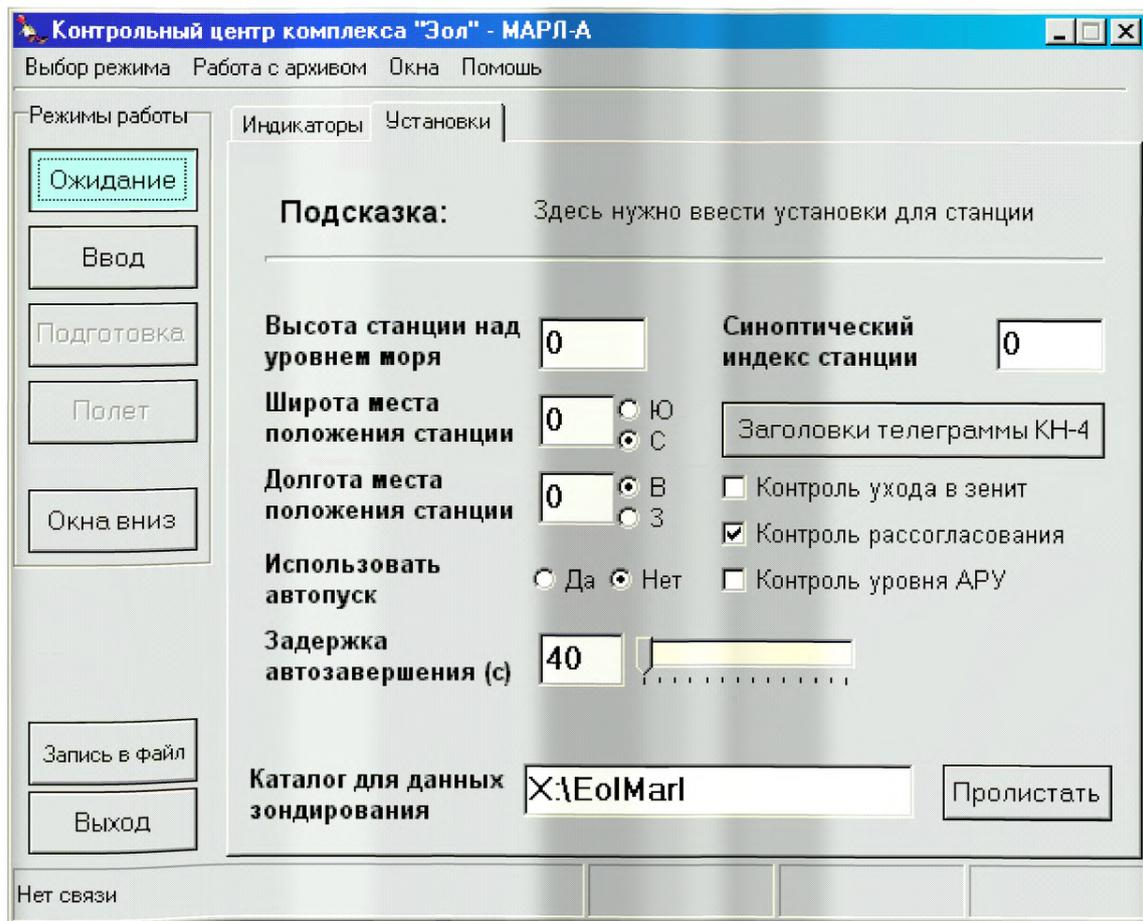 Контрольный центр комплекса "Эол" - МАРЛ-А
Выбор режима Работа с архивом Окна Помошь
Режимы работы
Ожидание
Ввод
Подготовка
Полет
Окна вниз
Запись в файл
Выход
Индикаторы Установки
Подсказка: Здесь нужно ввести установки для станции
Высота станции над
уровнем моря
0
Синоптический
индекс станции
0
Широта места
положения станции
0
Ю
С
Заголовки телеграммы КН-4
Долгота места
положения станции
0
В
З
Контроль ухода в зенит
Контроль рассогласования
Контроль уровня АРУ
Использовать
автопуск
Да Нет
Задержка
автозавершения (с)
40
Каталог для данных
зондирования
X:\EolMarl
Пролистать
Нет связи